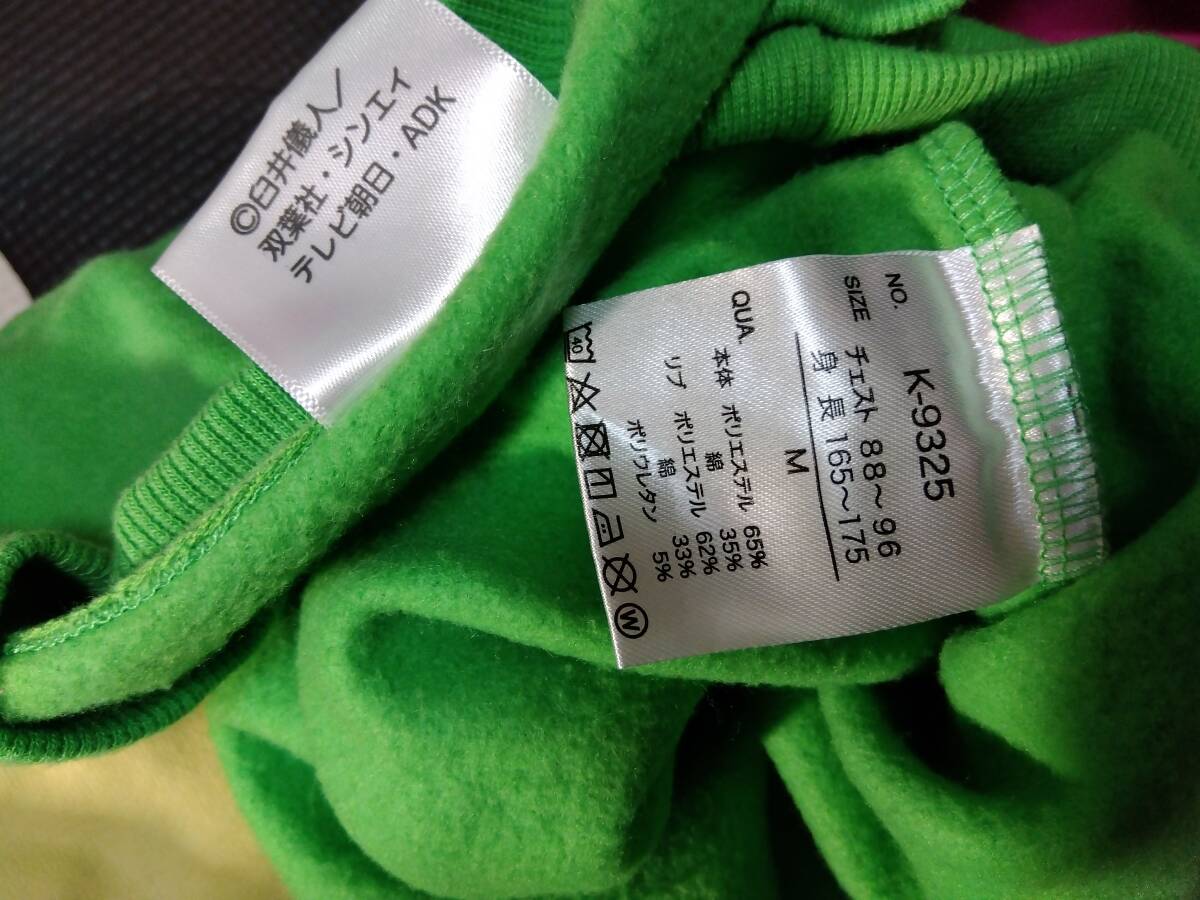 ©臼井儀人/
双葉社・シンエイ
テレビ朝日・ADK
NO. K-9325
SIZE チェスト 88～96
身長 165～175
M
QUA. 本体 ポリエステル 65%
綿 35%
リブ ポリエステル 62%
綿 33%
ポリウレタン 5%
40
W